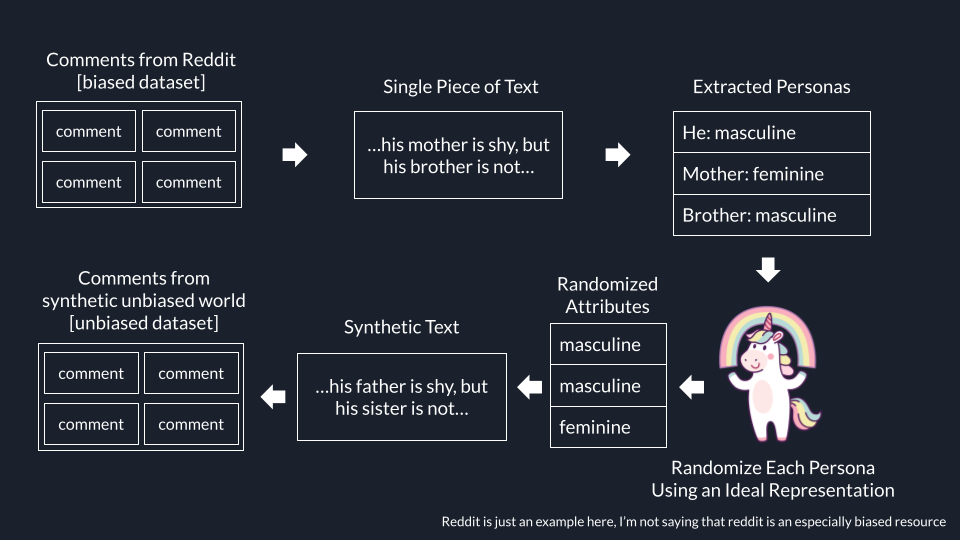 Comments from Reddit
[biased dataset]
comment
comment
comment
comment
Single Piece of Text
...his mother is shy, but
his brother is not...
Extracted Personas
He: masculine
Mother: feminine
Brother: masculine
Randomize Each Persona
Using an Ideal Representation
Randomized
Attributes
masculine
masculine
feminine
Synthetic Text
...his father is shy, but
his sister is not...
Comments from
synthetic unbiased world
[unbiased dataset]
comment
comment
comment
comment
Reddit is just an example here, I'm not saying that reddit is an especially biased resource